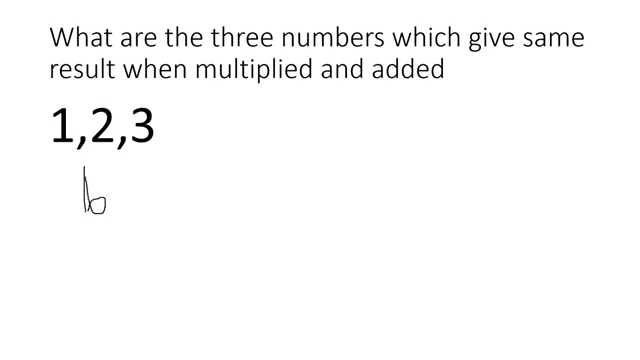 What are the three numbers which give same
result when multiplied and added
1,2,3
6